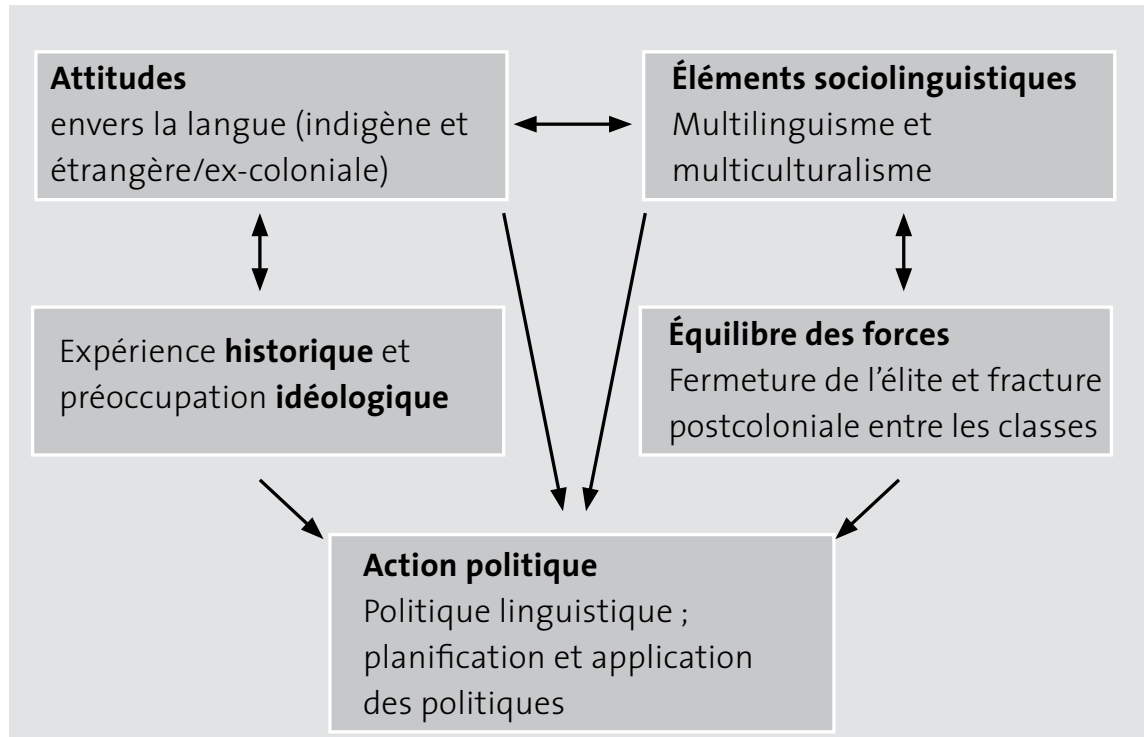 Attitudes
envers la langue (indigène et
étrangère/ex-coloniale)
Éléments sociolinguistiques
Multilinguisme et
multiculturalisme
Expérience historique et
préoccupation idéologique
Équilibre des forces
Fermeture de l’élite et fracture
postcoloniale entre les classes
Action politique
Politique linguistique ;
planification et application
des politiques